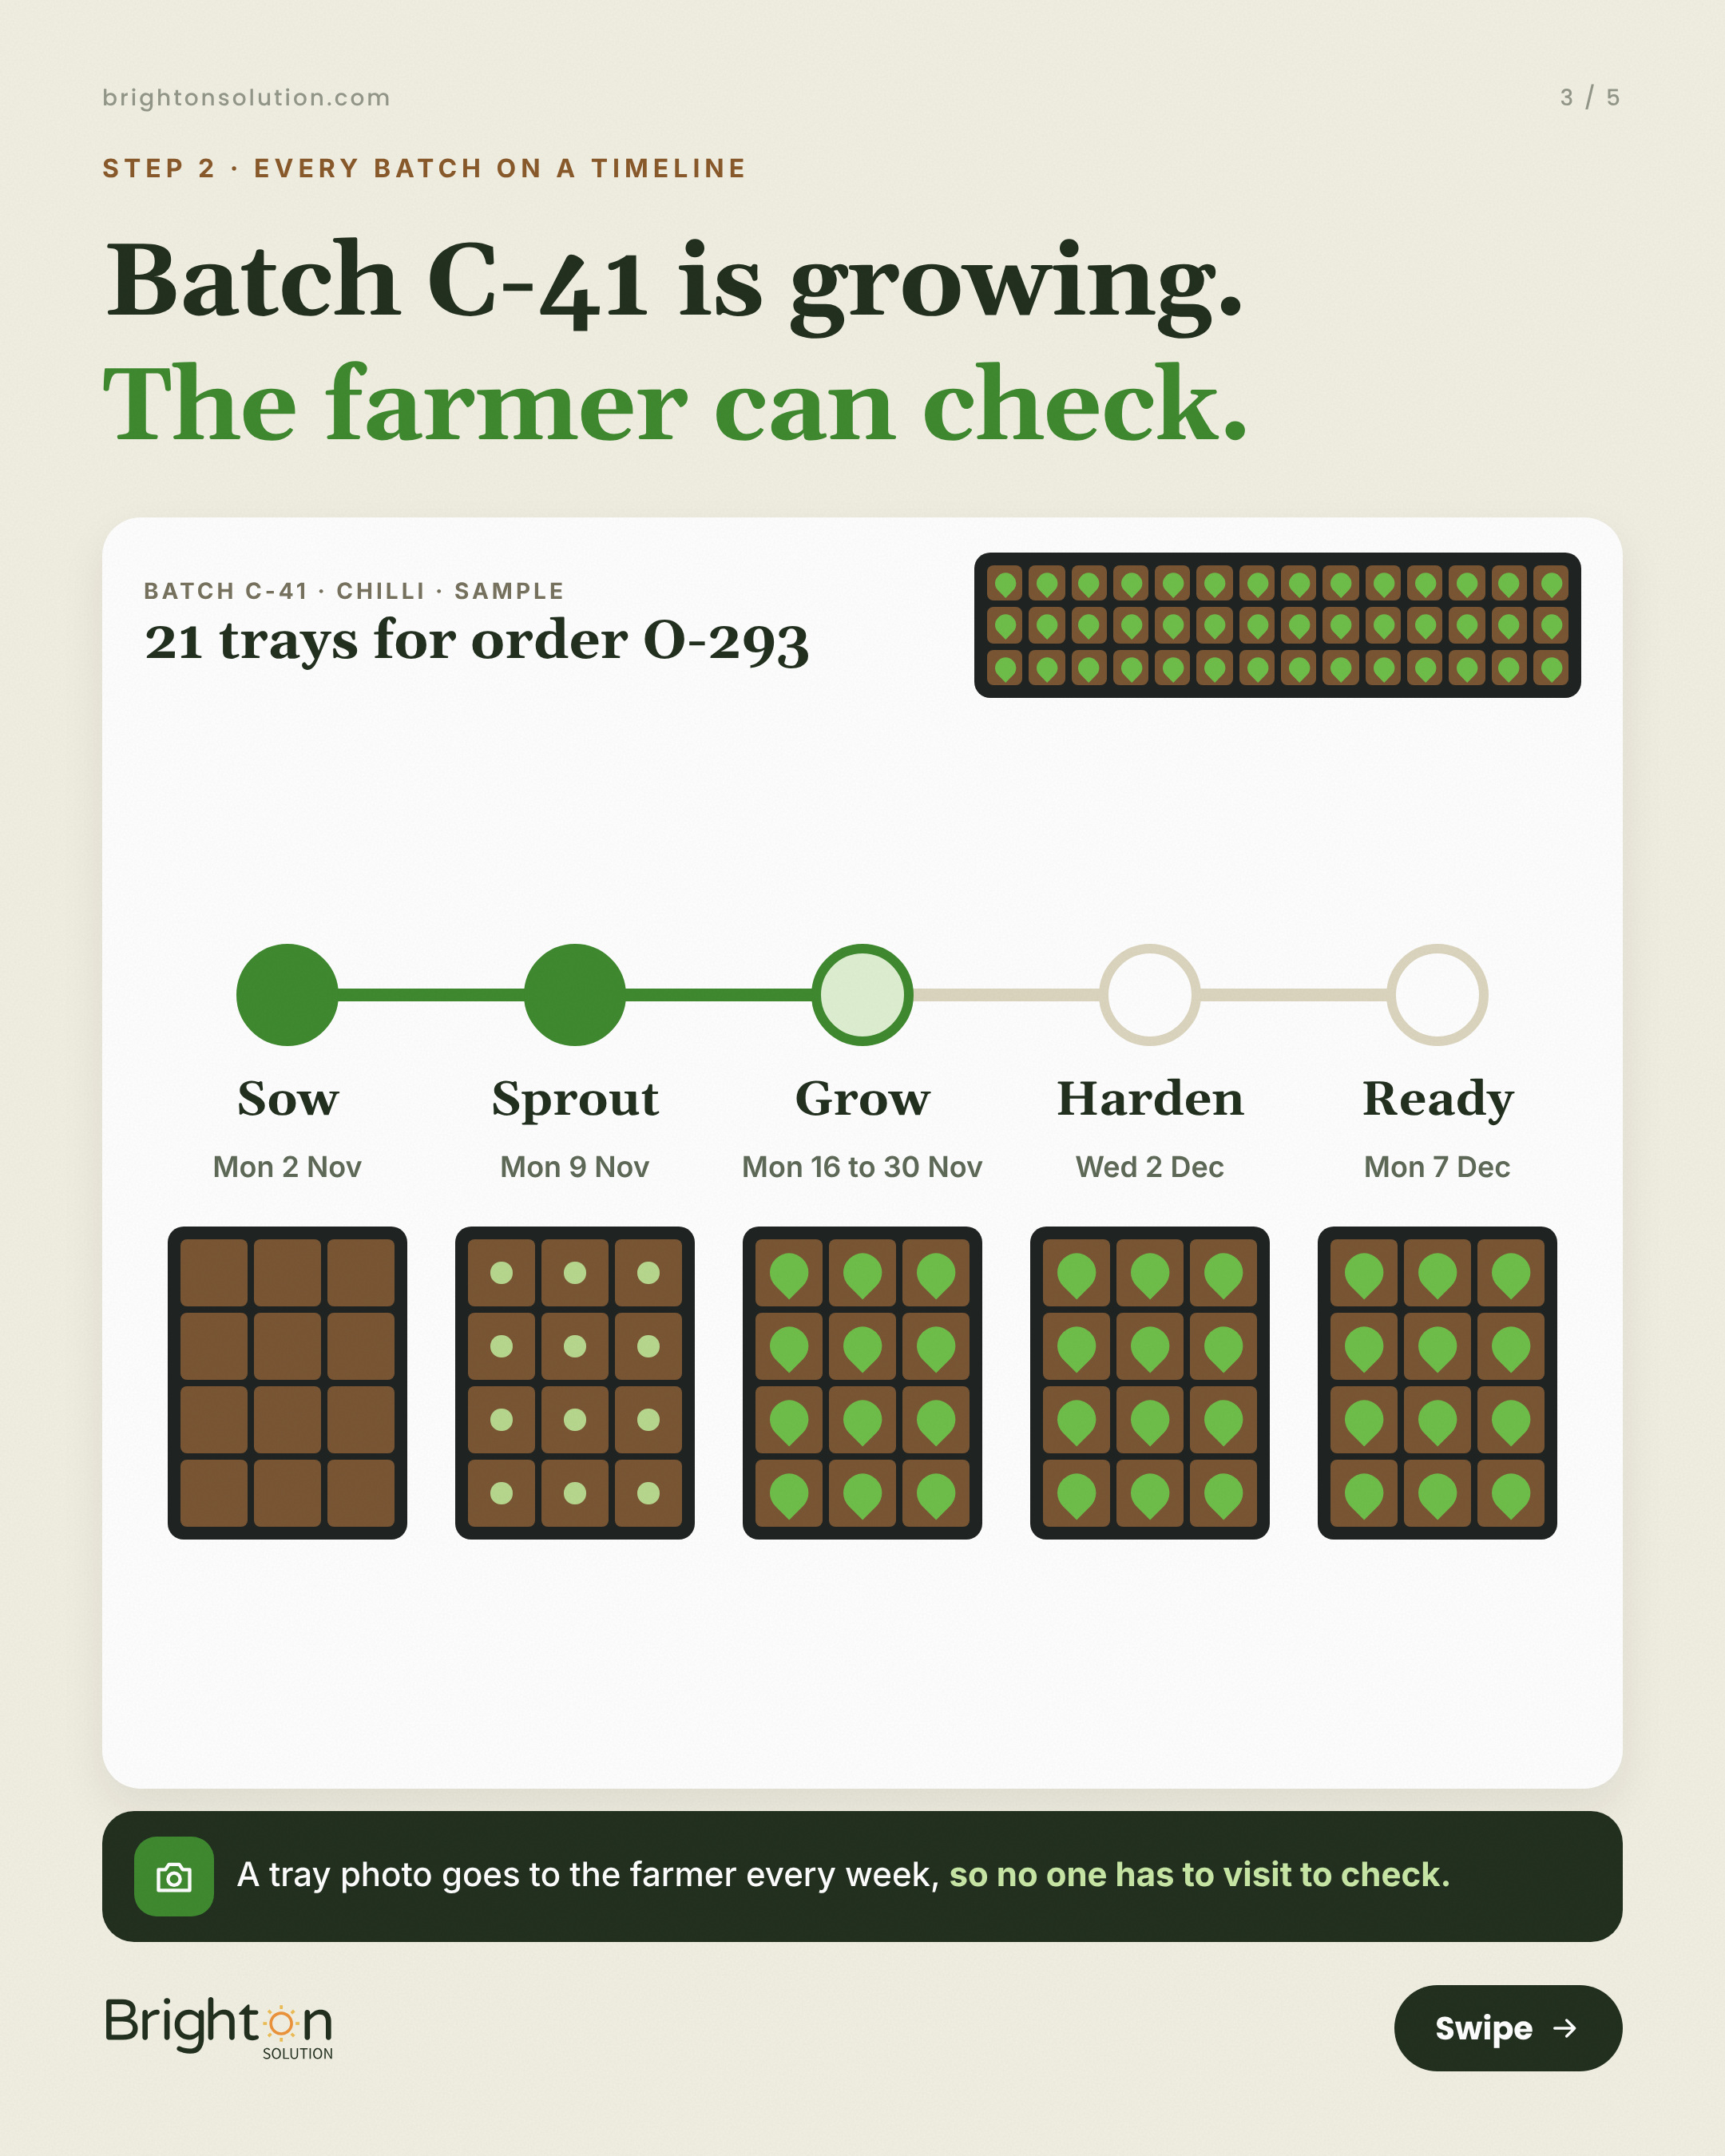 brightonsolution.com
3 / 5
STEP 2 · EVERY BATCH ON A TIMELINE
Batch C-41 is growing.
The farmer can check.
BATCH C-41 · CHILLI · SAMPLE
21 trays for order O-293
Sow
Sprout
Grow
Harden
Ready
Mon 2 Nov
Mon 9 Nov
Mon 16 to 30 Nov
Wed 2 Dec
Mon 7 Dec
A tray photo goes to the farmer every week, so no one has to visit to check.
Brighton
SOLUTION
Swipe →